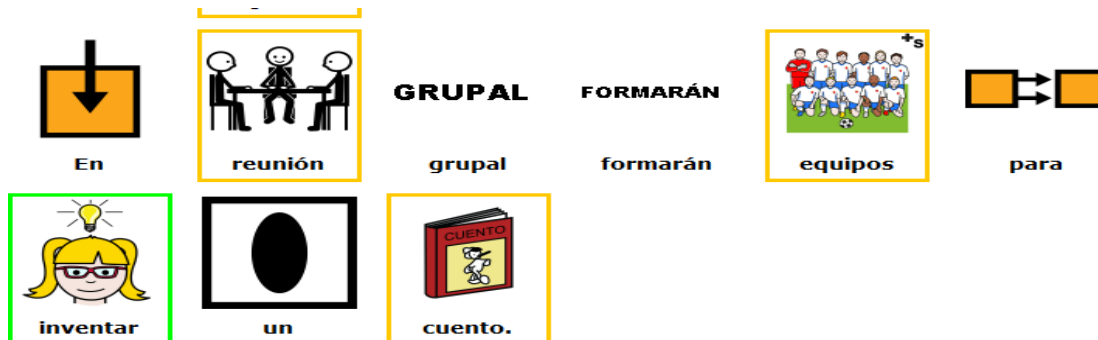 +s
GRUPAL FORMARÁN
En reunión grupal formarán equipos para
CUENTO
inventar un cuento.